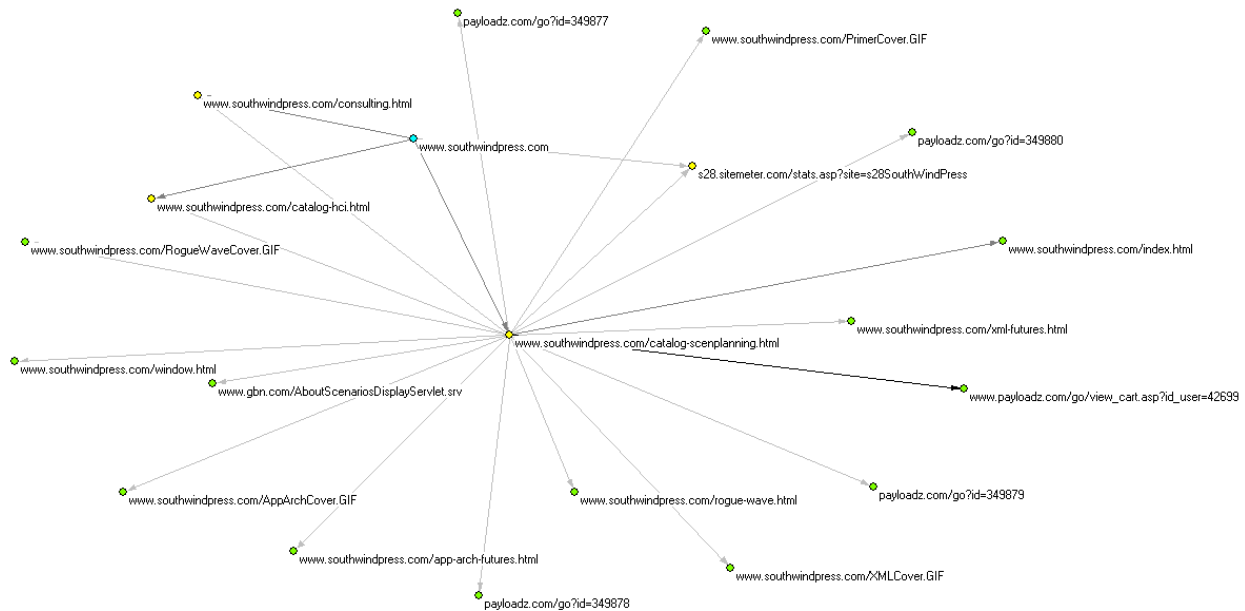 payloadz.com/go?id=349877
www.southwindpress.com/PrimerCover.GIF
www.southwindpress.com/consulting.html
payloadz.com/go?id=349880
www.southwindpress.com
s28.sitemeter.com/stats.asp?site=s28SouthWindPress
www.southwindpress.com/catalog-hci.html
www.southwindpress.com/RogueWaveCover.GIF
www.southwindpress.com/index.html
www.southwindpress.com/xml-futures.html
www.southwindpress.com/catalog-scenplanning.html
www.southwindpress.com/window.html
www.gbn.com/AboutScenariosDisplayServlet.srv
www.payloadz.com/go/view_cart.asp?id_user=42699
payloadz.com/go?id=349879
www.southwindpress.com/AppArchCover.GIF
www.southwindpress.com/rogue-wave.html
www.southwindpress.com/app-arch-futures.html
www.southwindpress.com/XMLCover.GIF
payloadz.com/go?id=349878